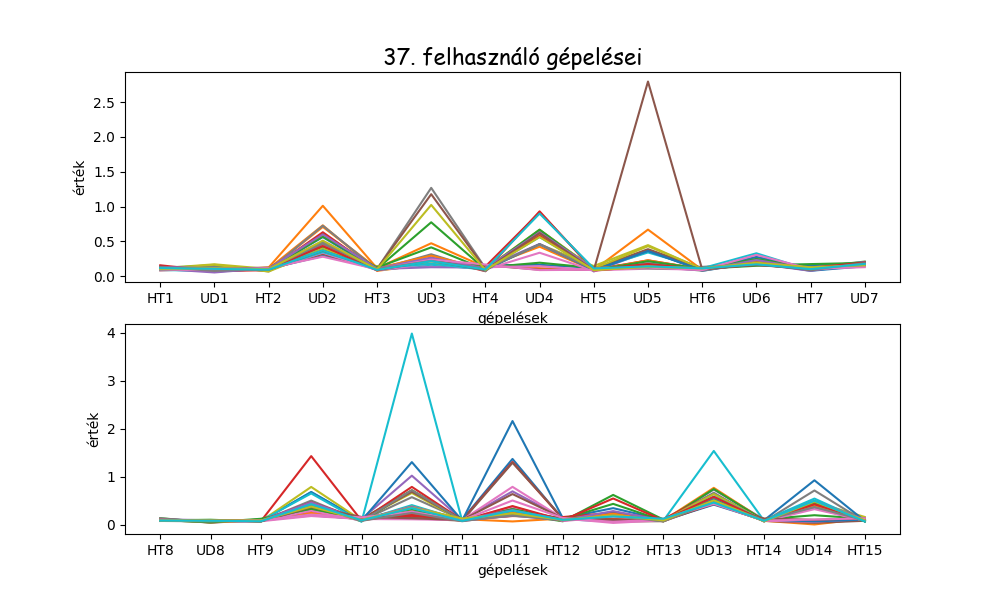 37. felhasználó gépelései
érték
2.5
2.0
1.5
1.0
0.5
0.0
HT1 UD1 HT2 UD2 HT3 UD3 HT4 UD4 HT5 UD5 HT6 UD6 HT7 UD7
gépelések
érték
4
3
2
1
0
HT8 UD8 HT9 UD9 HT10 UD10 HT11 UD11 HT12 UD12 HT13 UD13 HT14 UD14 HT15
gépelések